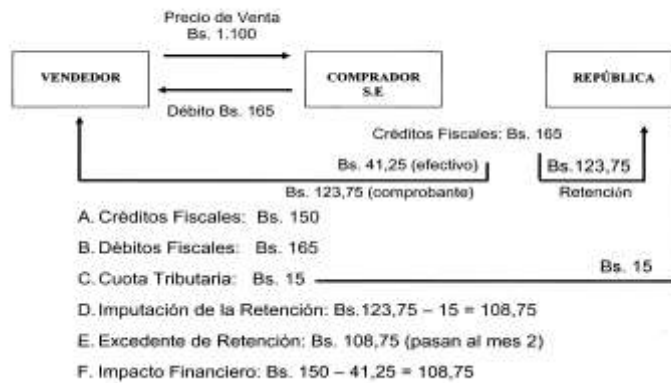 Precio de Venta
Bs. 1.100
VENDEDOR
COMPRADOR
S.E
REPÚBLICA
Débito Bs. 165
Créditos Fiscales: Bs. 165
Bs. 41,25 (efectivo)
Bs.123,75
Bs. 123,75 (comprobante)
Retención
A. Créditos Fiscales: Bs. 150
B. Débitos Fiscales: Bs. 165
C. Cuota Tributaria: Bs. 15
Bs. 15
D. Imputación de la Retención: Bs.123,75 – 15 = 108,75
E. Excedente de Retención: Bs. 108,75 (pasan al mes 2)
F. Impacto Financiero: Bs. 150 – 41,25 = 108,75